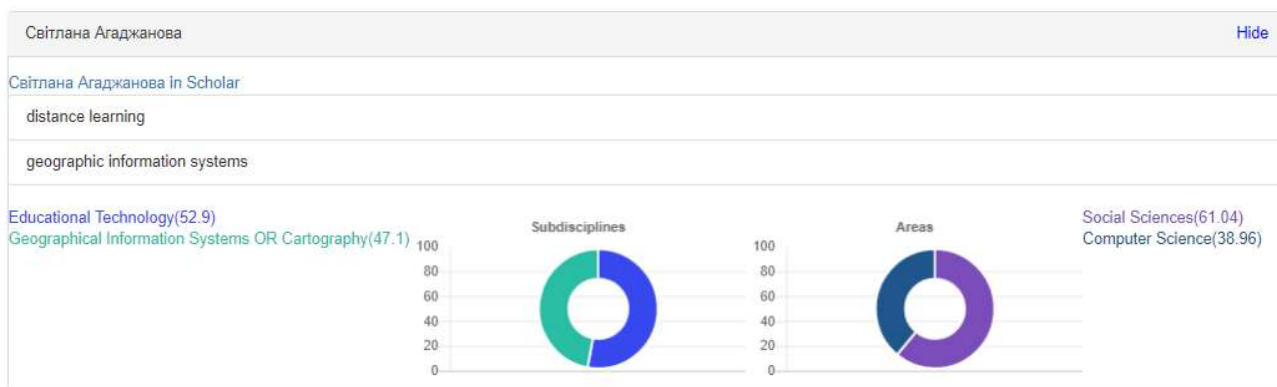 Світлана Агаджанова
Hide
Світлана Агаджанова in Scholar
distance learning
geographic information systems
Educational Technology(52.9)
Geographical Information Systems OR Cartography(47.1)
Subdisciplines
100
80
60
40
20
0
Areas
100
80
60
40
20
0
Social Sciences(61.04)
Computer Science(38.96)